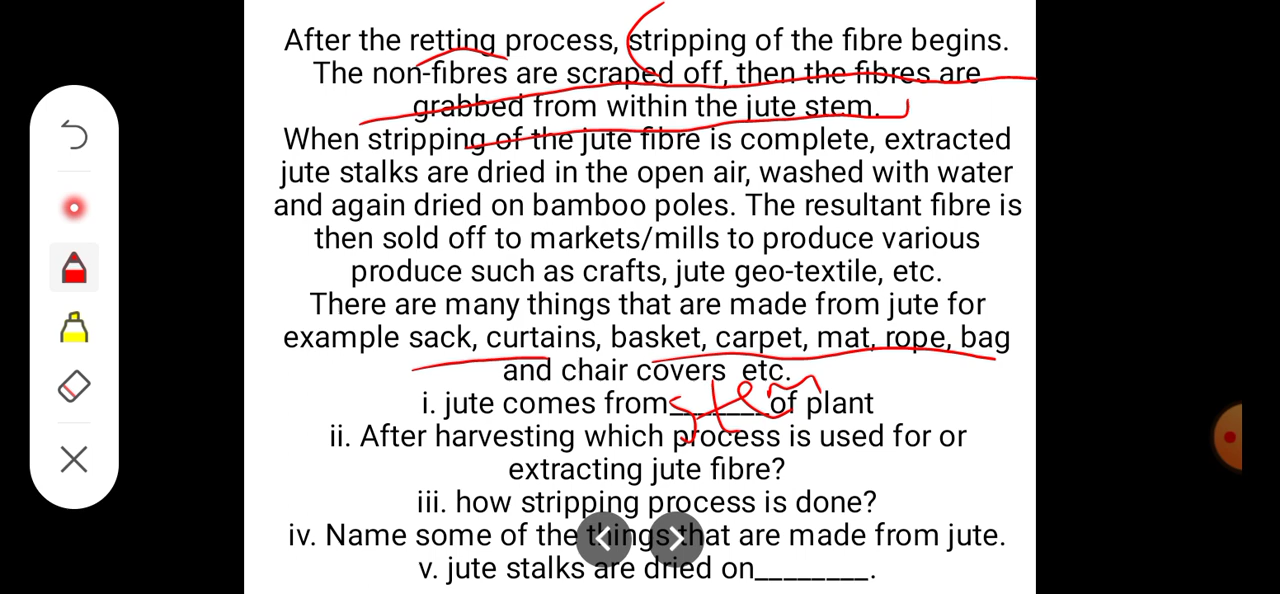 After the retting process, stripping of the fibre begins.
The non-fibres are scraped off, then the fibres are
grabbed from within the jute stem.
When stripping of the jute fibre is complete, extracted
jute stalks are dried in the open air, washed with water
and again dried on bamboo poles. The resultant fibre is
then sold off to markets/mills to produce various
produce such as crafts, jute geo-textile, etc.
There are many things that are made from jute for
example sack, curtains, basket, carpet, mat, rope, bag
and chair covers etc.
i. jute comes from_______of plant
stem
ii. After harvesting which process is used for or
extracting jute fibre?
iii. how stripping process is done?
iv. Name some of the things that are made from jute.
v. jute stalks are dried on________.